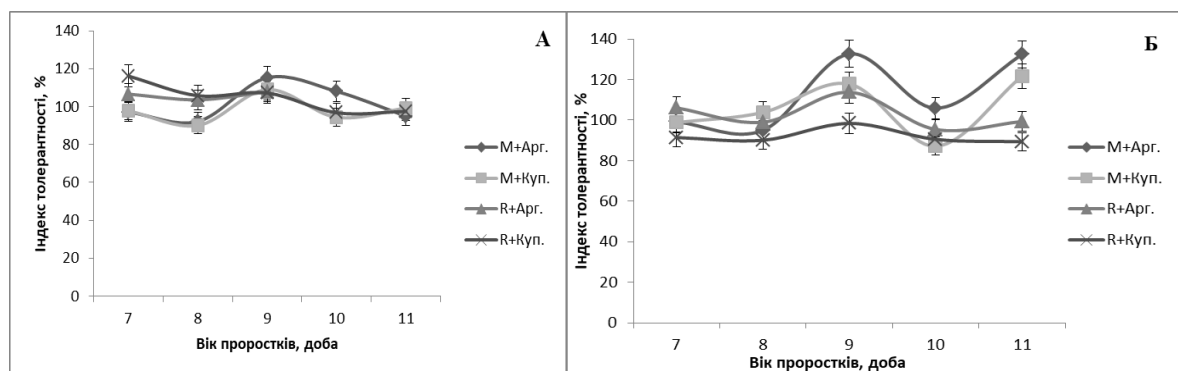 А
Індекс толерантності, %
140
120
100
80
60
40
20
0
7 8 9 10 11
Вік проростків, доба
М+Арг.
М+Куп.
R+Арг.
R+Куп.
Б
Індекс толерантності, %
140
120
100
80
60
40
20
0
7 8 9 10 11
Вік проростків, доба
М+Арг.
М+Куп.
R+Арг.
R+Куп.